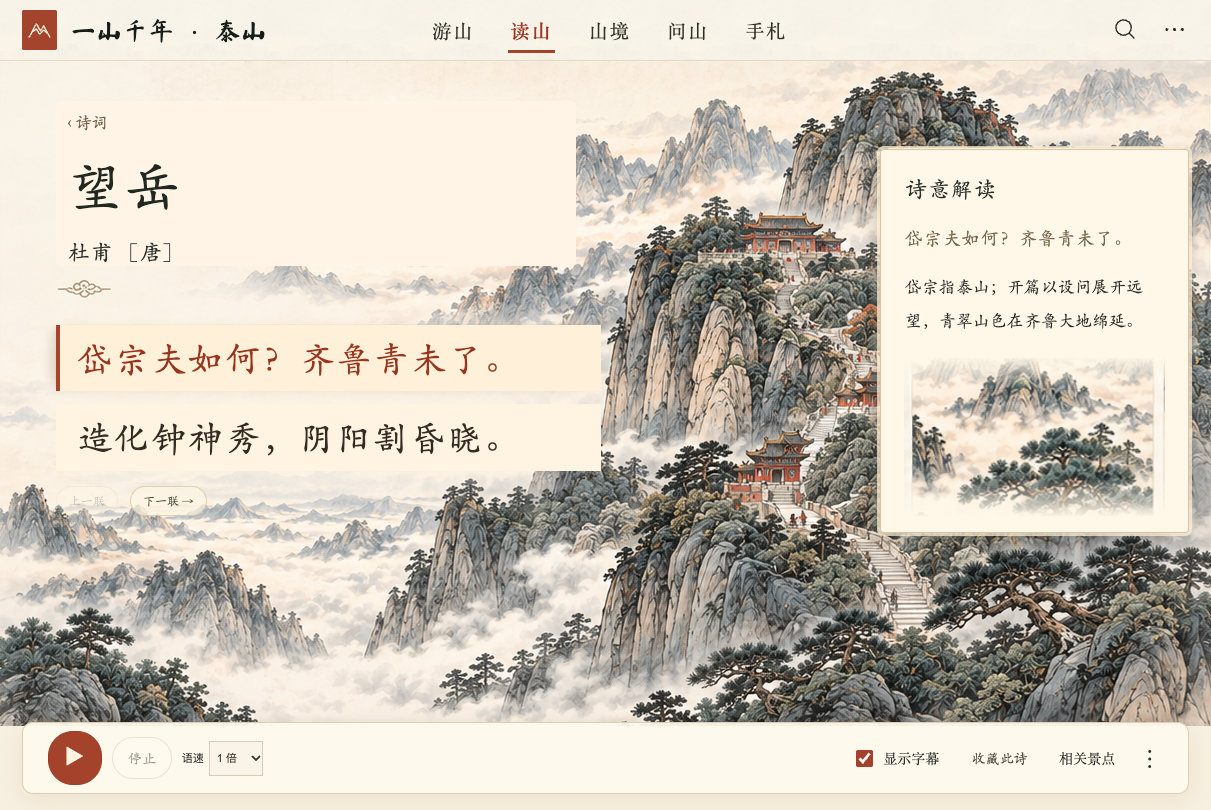 一山千年 · 泰山
游山 读山 山境 问山 手札
‹ 诗词
望岳
杜甫 ［唐］
岱宗夫如何？齐鲁青未了。
造化钟神秀，阴阳割昏晓。
上一联 下一联 →
诗意解读
岱宗夫如何？齐鲁青未了。
岱宗指泰山；开篇以设问展开远
望，青翠山色在齐鲁大地绵延。
停止 语速 1 倍 显示字幕 收藏此诗 相关景点